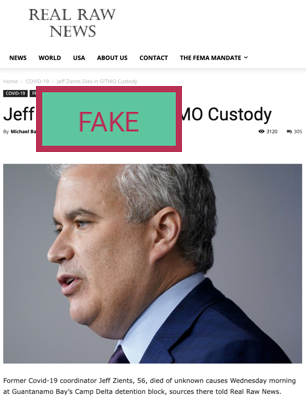 REAL RAW
NEWS
NEWS WORLD USA ABOUT US CONTACT THE FEMA MANDATE
Home COVID-19 Jeff Zients Dies in GITMO Custody
COVID-19
Jeff MO Custody
FAKE
By Michael Ba 3120 305
Former Covid-19 coordinator Jeff Zients, 56, died of unknown causes Wednesday morning
at Guantanamo Bay's Camp Delta detention block, sources there told Real Raw News.